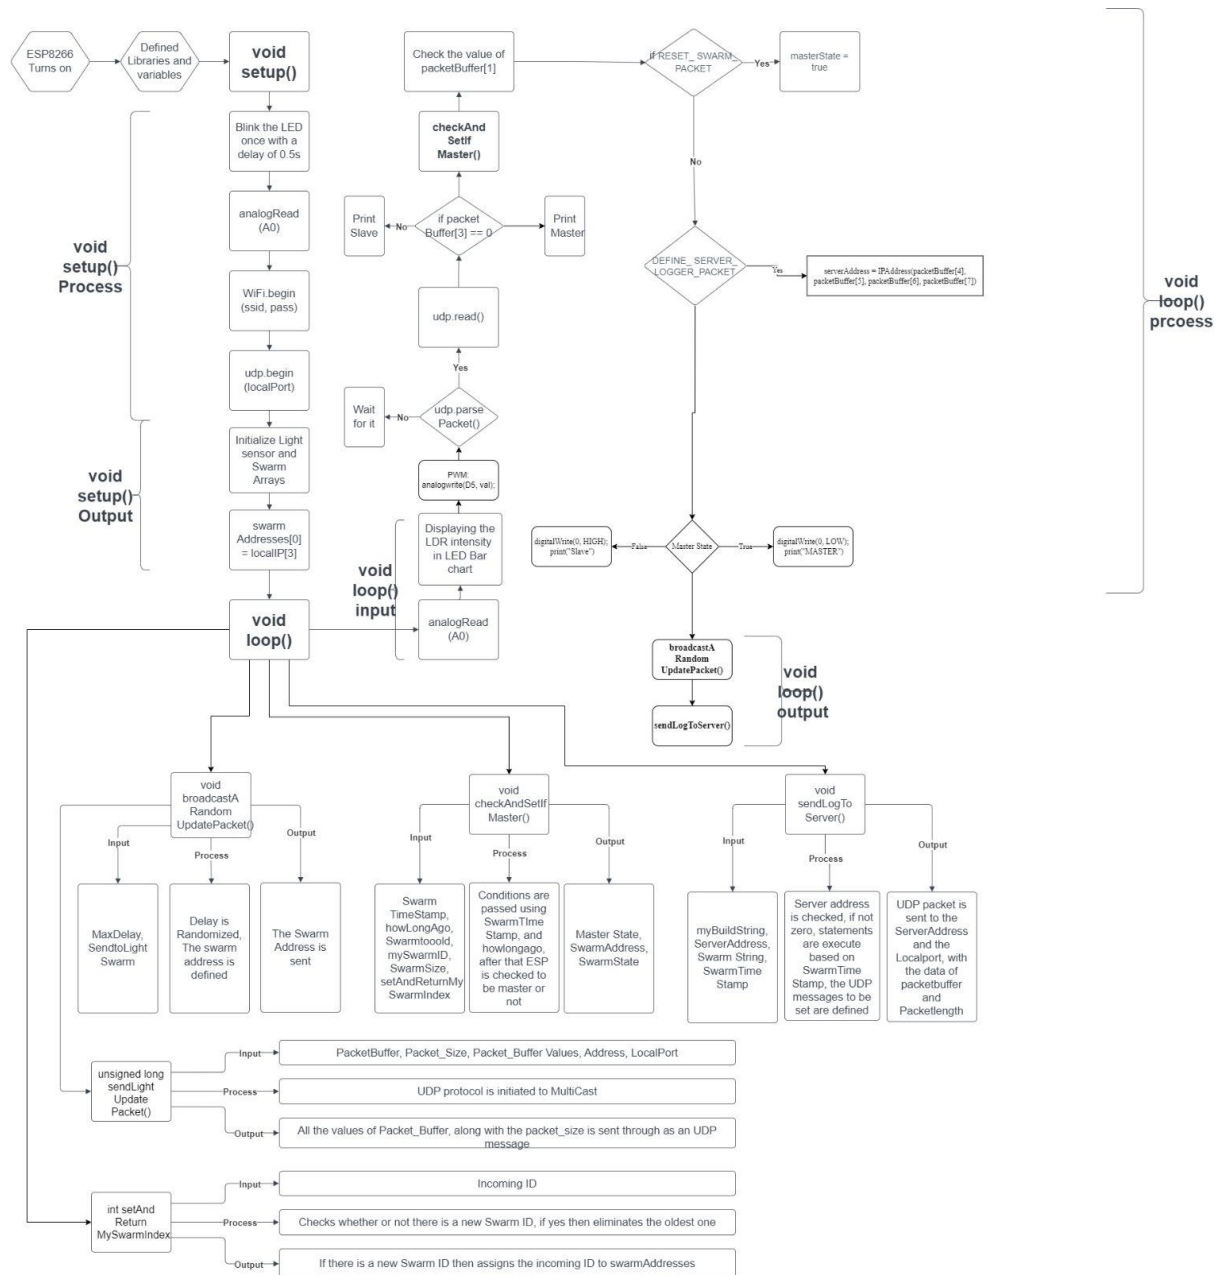 ESP8266
Turns on
Defined
Libraries and
variables
void
setup()
void
setup()
Process
Blink the LED
once with a
delay of 0.5s
analogRead
(A0)
WiFi.begin
(ssid, pass)
udp.begin
(localPort)
void
setup()
Output
Initialize Light
sensor and
Swarm
Arrays
swarm
Addresses[0]
= localIP[3]
void
loop()
void
loop()
input
analogRead
(A0)
Displaying the
LDR intensity
in LED Bar
chart
PWM:
analogwrite(D5, val);
udp.parse
Packet()
No
Wait
for it
Yes
udp.read()
if packet
Buffer[3] == 0
No
Print
Slave
Print
Master
checkAnd
SetIf
Master()
Check the value of
packetBuffer[1]
if RESET_ SWARM_
PACKET
Yes
masterState =
true
No
DEFINE_ SERVER_
LOGGER_PACKET
Yes
serverAddress = IPAddress(packetBuffer[4],
packetBuffer[5], packetBuffer[6], packetBuffer[7])
void
loop()
prcoess
Master State
False
digitalWrite(0, HIGH);
print("Slave")
True
digitalWrite(0, LOW);
print("MASTER")
broadcastA
Random
UpdatePacket()
sendLogToServer()
void
loop()
output
void
broadcastA
Random
UpdatePacket()
Input
Process
Output
MaxDelay,
SendtoLight
Swarm
Delay is
Randomized,
The swarm
address is
defined
The Swarm
Address is
sent
void
checkAndSetIf
Master()
Input
Process
Output
Swarm
TimeStamp,
howLongAgo,
Swarmtooold,
mySwarmID,
SwarmSize,
setAndReturnMy
SwarmIndex
Conditions are
passed using
SwarmTIme
Stamp, and
howlongago,
after that ESP
is checked to
be master or
not
Master State,
SwarmAddress,
SwarmState
void
sendLogTo
Server()
Input
Process
Output
myBuildString,
ServerAddress,
Swarm String,
SwarmTime
Stamp
Server address
is checked, if not
zero, statements
are execute
based on
SwarmTime
Stamp, the UDP
messages to be
set are defined
UDP packet is
sent to the
ServerAddress
and the
Localport, with
the data of
packetbuffer
and
Packetlength
unsigned long
sendLight
Update
Packet()
Input
PacketBuffer, Packet_Size, Packet_Buffer Values, Address, LocalPort
Process
UDP protocol is initiated to MultiCast
Output
All the values of Packet_Buffer, along with the packet_size is sent through as an UDP
message
int setAnd
Return
MySwarmIndex
Input
Incoming ID
Process
Checks whether or not there is a new Swarm ID, if yes then eliminates the oldest one
Output
If there is a new Swarm ID then assigns the incoming ID to swarmAddresses